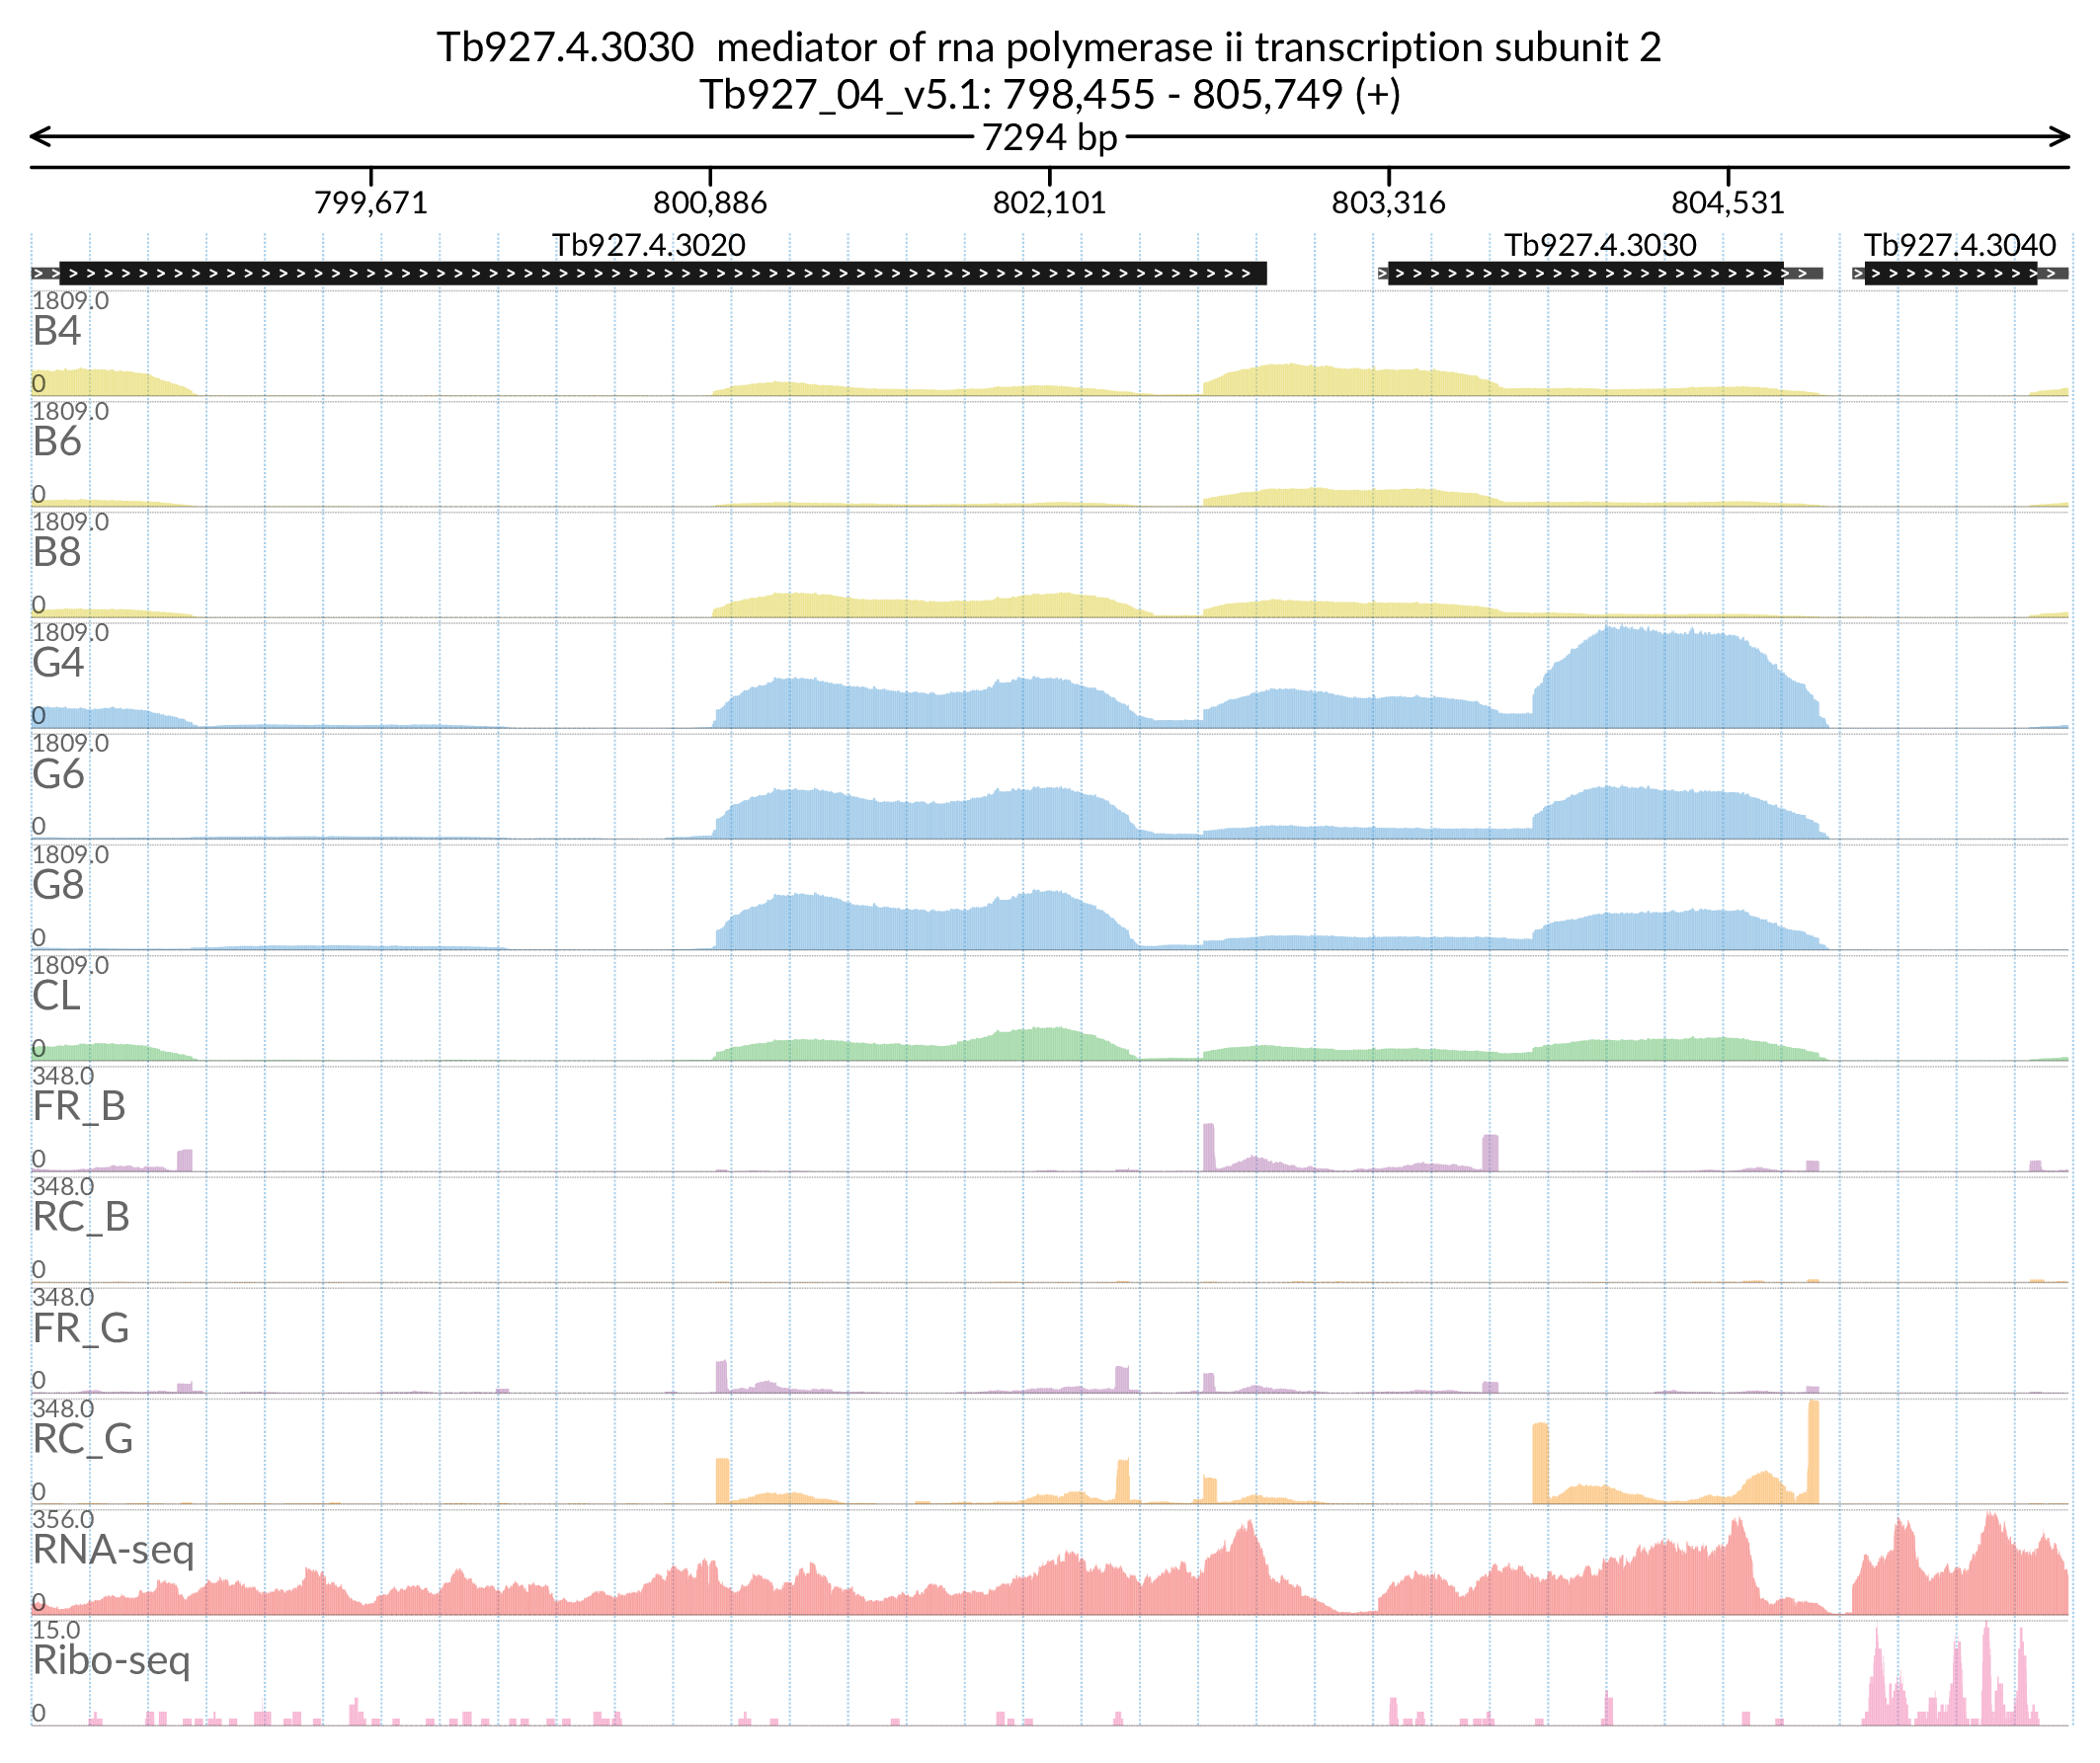 Tb927.4.3030 mediator of rna polymerase ii transcription subunit 2
Tb927_04_v5.1: 798,455 - 805,749 (+)
7294 bp
799,671 800,886 802,101 803,316 804,531
Tb927.4.3020 Tb927.4.3030 Tb927.4.3040
1809.0
B4
0
1809.0
B6
0
1809.0
B8
0
1809.0
G4
0
1809.0
G6
0
1809.0
G8
0
1809.0
CL
0
348.0
FR_B
0
348.0
RC_B
0
348.0
FR_G
0
348.0
RC_G
0
356.0
RNA-seq
0
15.0
Ribo-seq
0